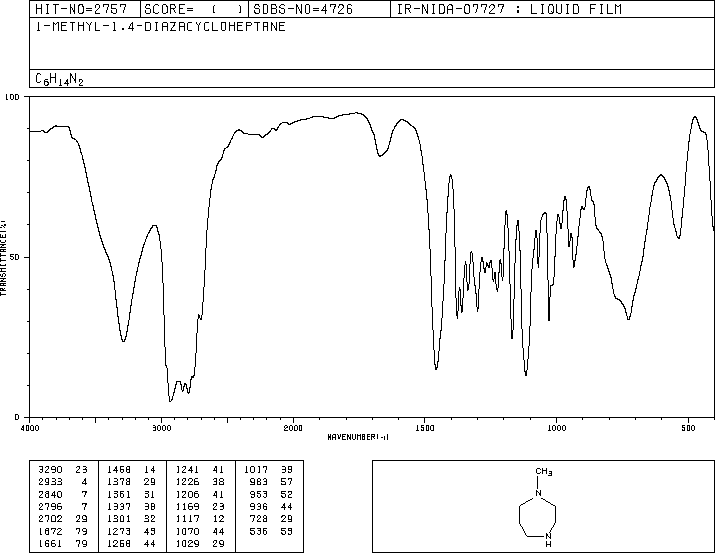 HIT-NO=2757 SCORE= ( ) SDBS-NO=4726 IR-NIDA-07727 : LIQUID FILM
1-METHYL-1,4-DIAZACYCLOHEPTANE
C6H14N2
100
TRANSMITTANCE(%)
50
0
4000 3000 2000 1500 1000 500
WAVENUMBER(-1)
3290 23 1458 14 1241 41 1017 39
2933 4 1378 29 1226 38 983 57
2840 7 1361 31 1206 41 953 52
2796 7 1337 38 1169 23 936 44
2702 29 1301 32 1117 12 728 29
1672 79 1273 43 1070 44 536 53
1661 79 1258 44 1029 29
CH3
N
N
H